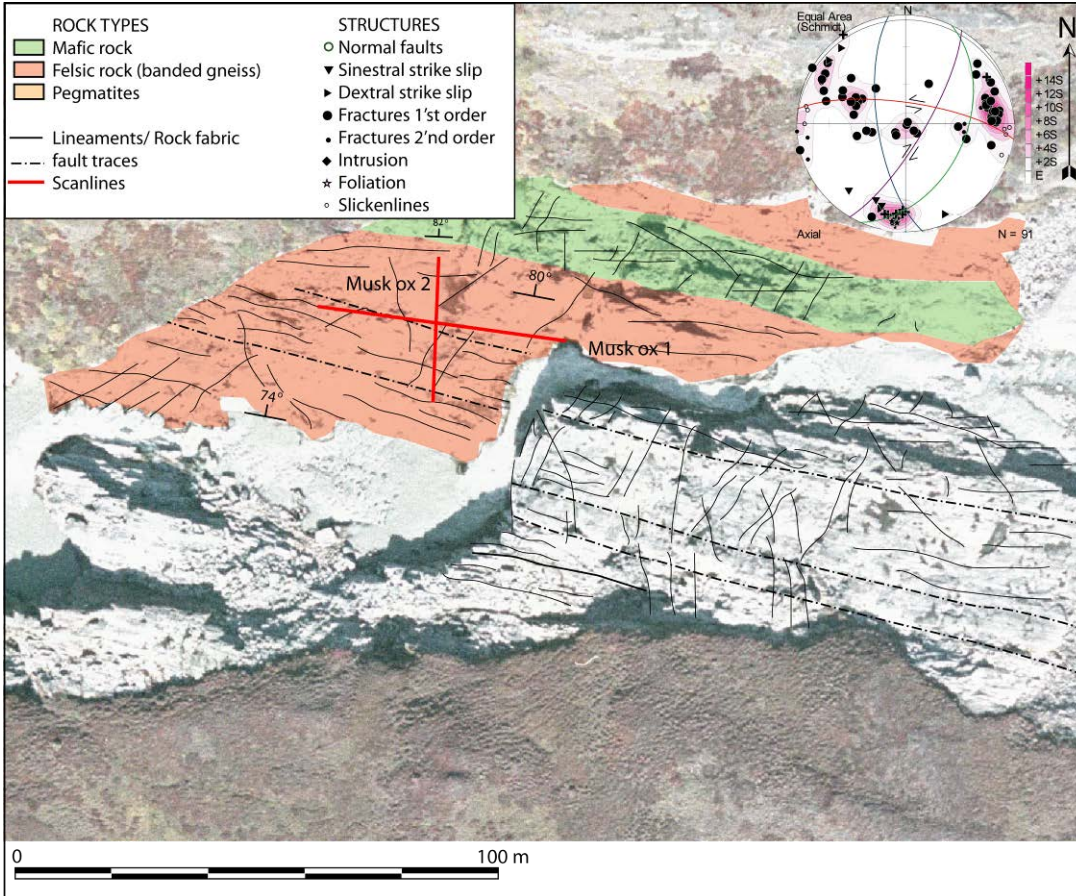 ROCK TYPES
Mafic rock
Felsic rock (banded gneiss)
Pegmatites
Lineaments/ Rock fabric
fault traces
Scanlines
STRUCTURES
Normal faults
Sinestral strike slip
Dextral strike slip
Fractures 1'st order
Fractures 2'nd order
Intrusion
Foliation
Slickenlines
Equal Area
(Schmidt)
N
N
+14S
+12S
+10S
+8S
+6S
+4S
+2S
E
Axial
N = 91
82°
Musk ox 2
80°
Musk ox 1
74°
0
100 m